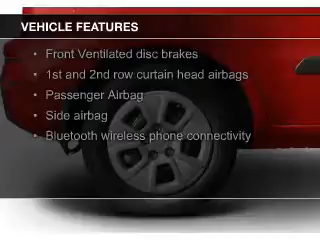 VEHICLE FEATURES
• Front Ventilated disc brakes
• 1st and 2nd row curtain head airbags
• Passenger Airbag
• Side airbag
• Bluetooth wireless phone connectivity